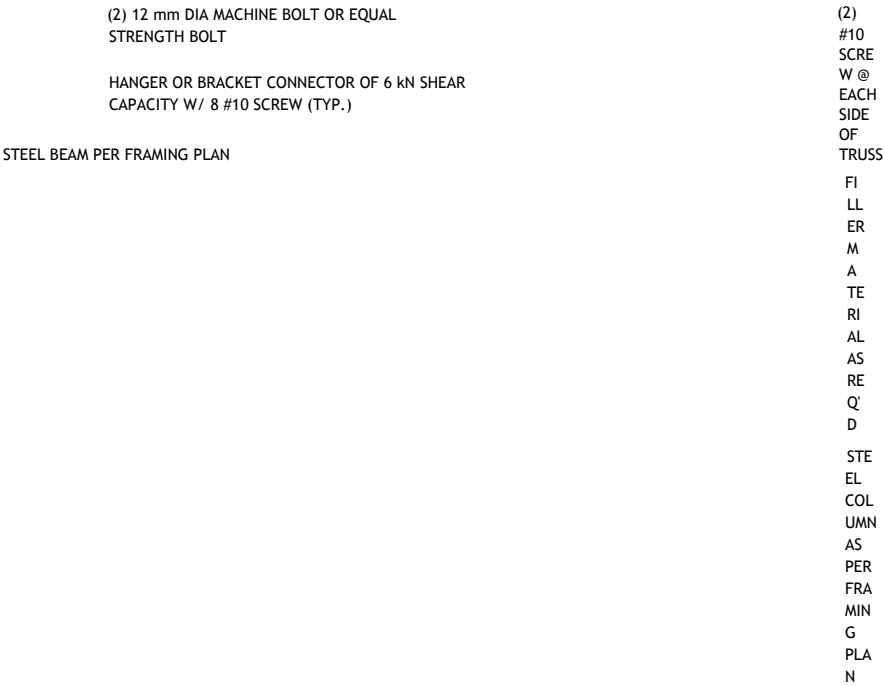 (2) 12 mm DIA MACHINE BOLT OR EQUAL
STRENGTH BOLT
HANGER OR BRACKET CONNECTOR OF 6 kN SHEAR
CAPACITY W/ 8 #10 SCREW (TYP.)
STEEL BEAM PER FRAMING PLAN
(2)
#10
SCRE
W @
EACH
SIDE
OF
TRUSS
FI
LL
ER
M
A
TE
RI
AL
AS
RE
Q'
D
STE
EL
COL
UMN
AS
PER
FRA
MIN
G
PLA
N